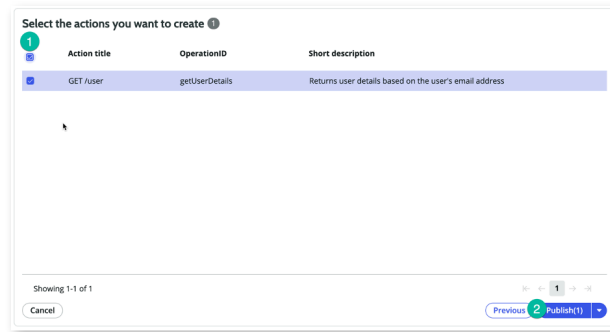 Select the actions you want to create 1
1
Action title OperationID Short description
GET /user getUserDetails Returns user details based on the user's email address
Showing 1-1 of 1 1
Cancel Previous 2 Publish(1)